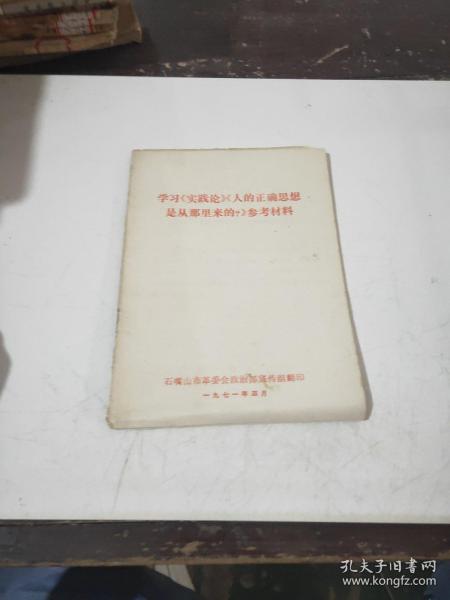 学习《实践论》《人的正确思想
是从那里来的?》参考材料
石嘴山市革委会政治部宣传组翻印
一九七一年五月
孔夫子旧书网
www.kongfz.com